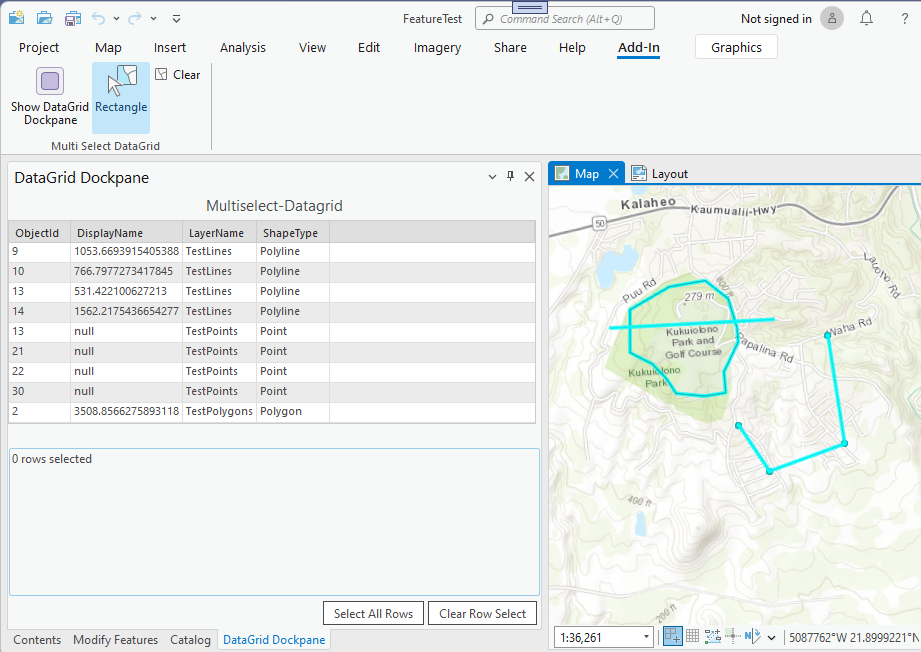 FeatureTest
Command Search (Alt+Q)
Not signed in
?
Project Map Insert Analysis View Edit Imagery Share Help Add-In Graphics
Show DataGrid Dockpane
Rectangle
Clear
Multi Select DataGrid
DataGrid Dockpane
Multiselect-Datagrid
ObjectId DisplayName LayerName ShapeType
9 1053.6693915405388 TestLines Polyline
10 766.7977273417845 TestLines Polyline
13 531.422100627213 TestLines Polyline
14 1562.2175436654277 TestLines Polyline
13 null TestPoints Point
21 null TestPoints Point
22 null TestPoints Point
30 null TestPoints Point
2 3508.8566275893118 TestPolygons Polygon
0 rows selected
Select All Rows Clear Row Select
Contents Modify Features Catalog DataGrid Dockpane
Map Layout
Kalaheo
Kaumualii-Hwy
50
Puu Rd
800 ft
279 m
Lauoho Rd
Waha Rd
Papalina Rd
Kukuiolono
Park and
Golf Course
Kukuiolono
Park
400 ft
200 ft
1:36,261
N
5087762°W 21.8999221°N